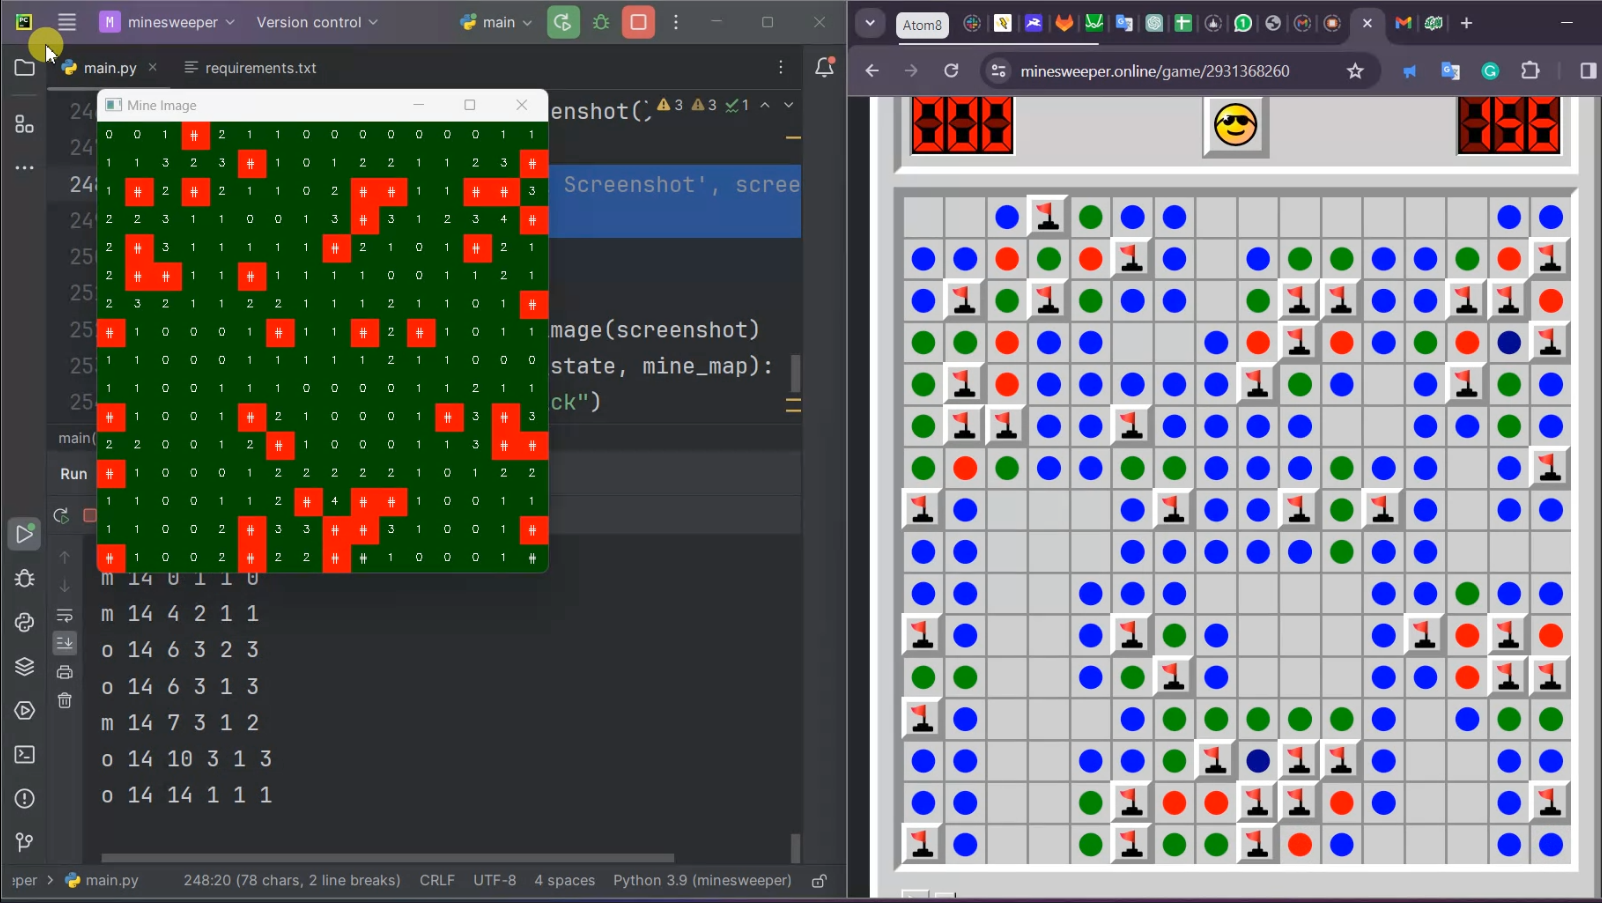 M minesweeper Version control main
Atom8
main.py requirements.txt
minesweeper.online/game/2931368260
Mine Image
enshot() 3 3 1
Screenshot', scree
mage(screenshot)
state, mine_map):
ck")
0 0 1 # 2 1 1 0 0 0 0 0 0 0 1 1
1 1 3 2 3 # 1 0 1 2 2 1 1 2 3 #
1 # 2 # 2 1 1 0 2 # # 1 1 # # 3
2 2 3 1 1 0 0 1 3 # 3 1 2 3 4 #
2 # 3 1 1 1 1 1 # 2 1 0 1 # 2 1
2 # # 1 1 # 1 1 1 1 0 0 1 1 2 1
2 3 2 1 1 2 2 1 1 1 2 1 1 0 1 #
# 1 0 0 0 1 # 1 1 # 2 # 1 0 1 1
1 1 0 0 0 1 1 1 1 1 2 1 1 0 0 0
1 1 0 0 1 1 1 0 0 0 0 1 1 2 1 1
# 1 0 0 1 # 2 1 0 0 0 1 # 3 # 3
2 2 0 0 1 2 # 1 0 0 0 1 1 3 # #
# 1 0 0 0 1 2 2 2 2 2 1 0 1 2 2
1 1 0 0 1 1 2 # 4 # # 1 0 0 1 1
1 1 0 0 2 # 3 3 # # 3 1 0 0 1 #
# 1 0 0 2 # 2 2 # # 1 0 0 0 1 #
main(
Run
m 14 0 1 1 0
m 14 4 2 1 1
o 14 6 3 2 3
o 14 6 3 1 3
m 14 7 3 1 2
o 14 10 3 1 3
o 14 14 1 1 1
eper main.py 248:20 (78 chars, 2 line breaks) CRLF UTF-8 4 spaces Python 3.9 (minesweeper)